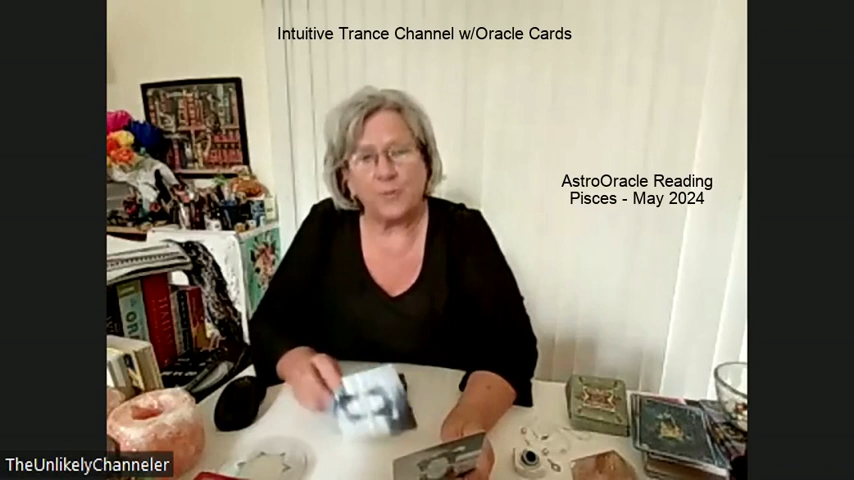 Intuitive Trance Channel w/Oracle Cards
AstroOracle Reading
Pisces - May 2024
TheUnlikelyChanneler